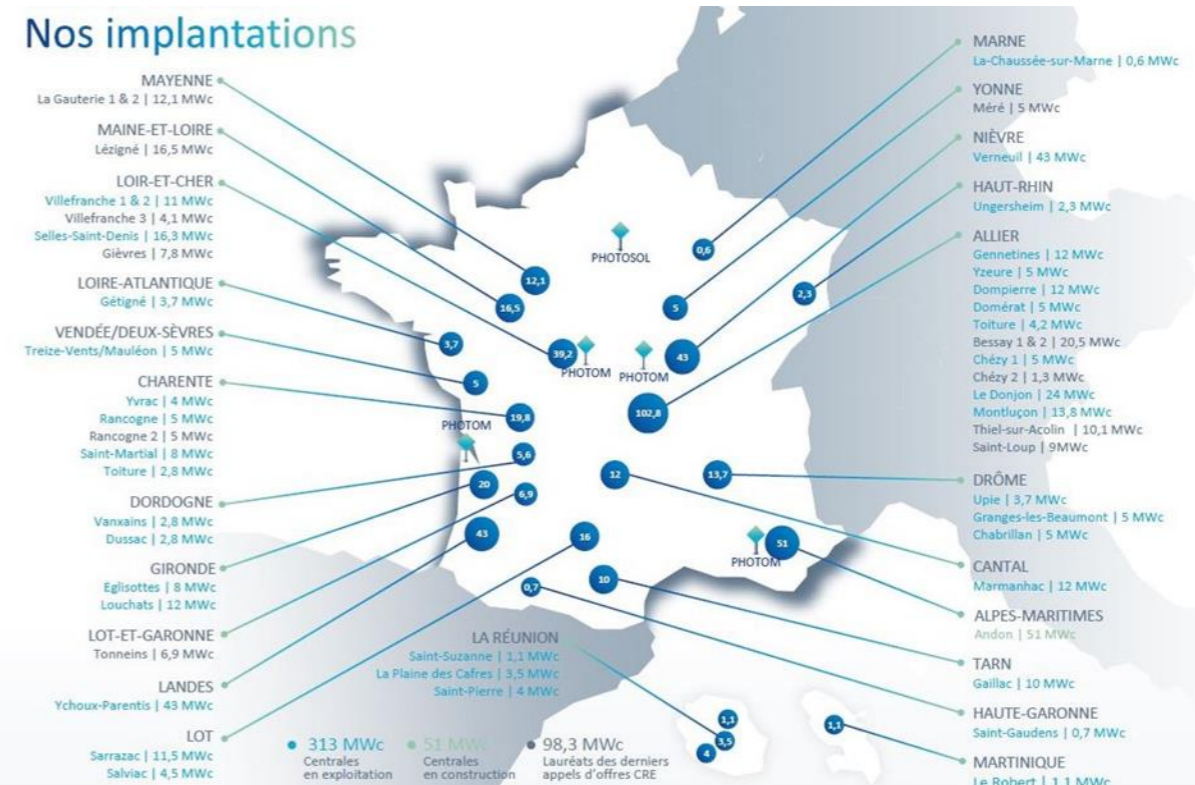 Nos implantations
MAYENNE
La Gauterie 1 & 2 | 12,1 MWc
MAINE-ET-LOIRE
Lézigné | 16,5 MWc
LOIR-ET-CHER
Villefranche 1 & 2 | 11 MWc
Villefranche 3 | 4,1 MWc
Selles-Saint-Denis | 16,3 MWc
Gièvres | 7,8 MWc
LOIRE-ATLANTIQUE
Gétigné | 3,7 MWc
VENDÉE/DEUX-SÈVRES
Treize-Vents/Mauléon | 5 MWc
CHARENTE
Yvrac | 4 MWc
Rancogne | 5 MWc
Rancogne 2 | 5 MWc
Saint-Martial | 8 MWc
Toiture | 2,8 MWc
DORDOGNE
Vanxains | 2,8 MWc
Dussac | 2,8 MWc
GIRONDE
Eglisottes | 8 MWc
Louchats | 12 MWc
LOT-ET-GARONNE
Tonneins | 6,9 MWc
LANDES
Ychoux-Parentis | 43 MWc
LOT
Sarrazac | 11,5 MWc
Salviac | 4,5 MWc
PHOTOSOL
0,6
12,1
2,3
16,5
5
3,7
39,2
43
PHOTOM
PHOTOM
5
102,8
19,8
PHOTOM
5,6
12
13,7
20
6,9
43
16
51
PHOTOM
0,7
10
LA RÉUNION
Saint-Suzanne | 1,1 MWc
La Plaine des Cafres | 3,5 MWc
Saint-Pierre | 4 MWc
1,1
3,5
4
1,1
313 MWc
Centrales
en exploitation
51 MWc
Centrales
en construction
98,3 MWc
Lauréats des derniers
appels d'offres CRE
MARNE
La-Chaussée-sur-Marne | 0,6 MWc
YONNE
Méré | 5 MWc
NIÈVRE
Verneuil | 43 MWc
HAUT-RHIN
Ungersheim | 2,3 MWc
ALLIER
Gennetines | 12 MWc
Yzeure | 5 MWc
Dompierre | 12 MWc
Domérat | 5 MWc
Toiture | 4,2 MWc
Bessay 1 & 2 | 20,5 MWc
Chézy 1 | 5 MWc
Chézy 2 | 1,3 MWc
Le Donjon | 24 MWc
Montluçon | 13,8 MWc
Thiel-sur-Acolin | 10,1 MWc
Saint-Loup | 9MWc
DRÔME
Upie | 3,7 MWc
Granges-les-Beaumont | 5 MWc
Chabrillan | 5 MWc
CANTAL
Marmanhac | 12 MWc
ALPES-MARITIMES
Andon | 51 MWc
TARN
Gaillac | 10 MWc
HAUTE-GARONNE
Saint-Gaudens | 0,7 MWc
MARTINIQUE
Le Robert | 1,1 MWc